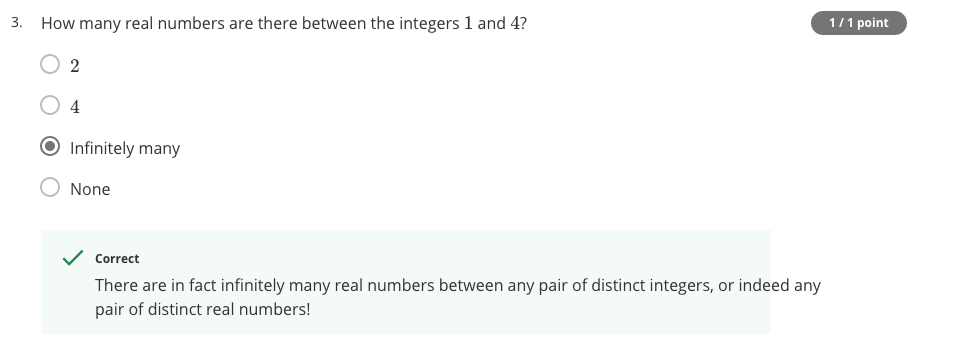 3. How many real numbers are there between the integers 1 and 4?
1 / 1 point
2
4
Infinitely many
None
Correct
There are in fact infinitely many real numbers between any pair of distinct integers, or indeed any
pair of distinct real numbers!